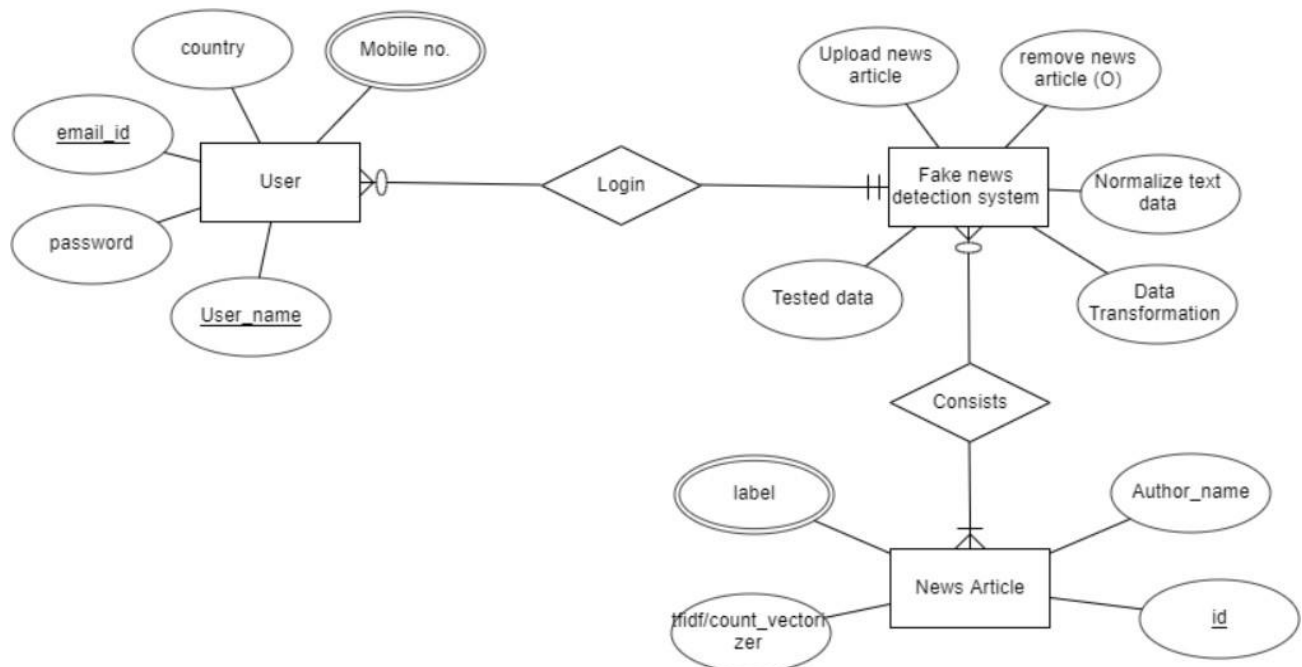 country
Mobile no.
email_id
User
password
User_name
Login
Upload news
article
remove news
article (O)
Fake news
detection system
Normalize text
data
Tested data
Data
Transformation
Consists
label
Author_name
News Article
tfidf/count_vectori
zer
id